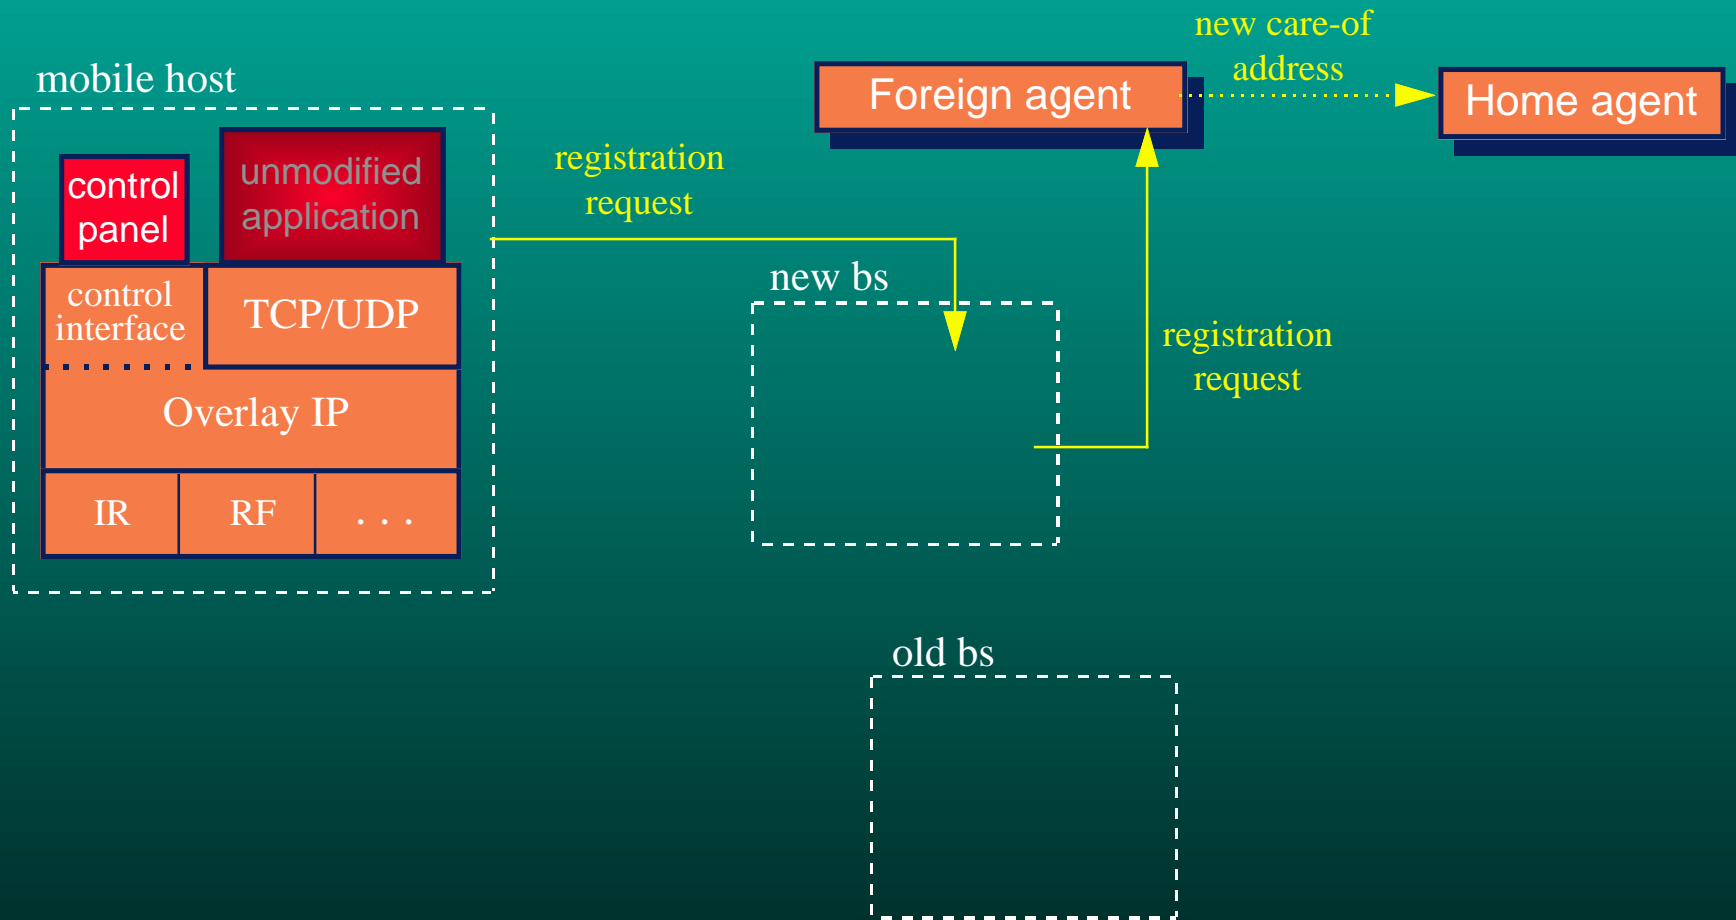 mobile host
control
panel
unmodified
application
control
interface
TCP/UDP
Overlay IP
IR
RF
. . .
registration
request
new bs
old bs
Foreign agent
registration
request
new care-of
address
Home agent